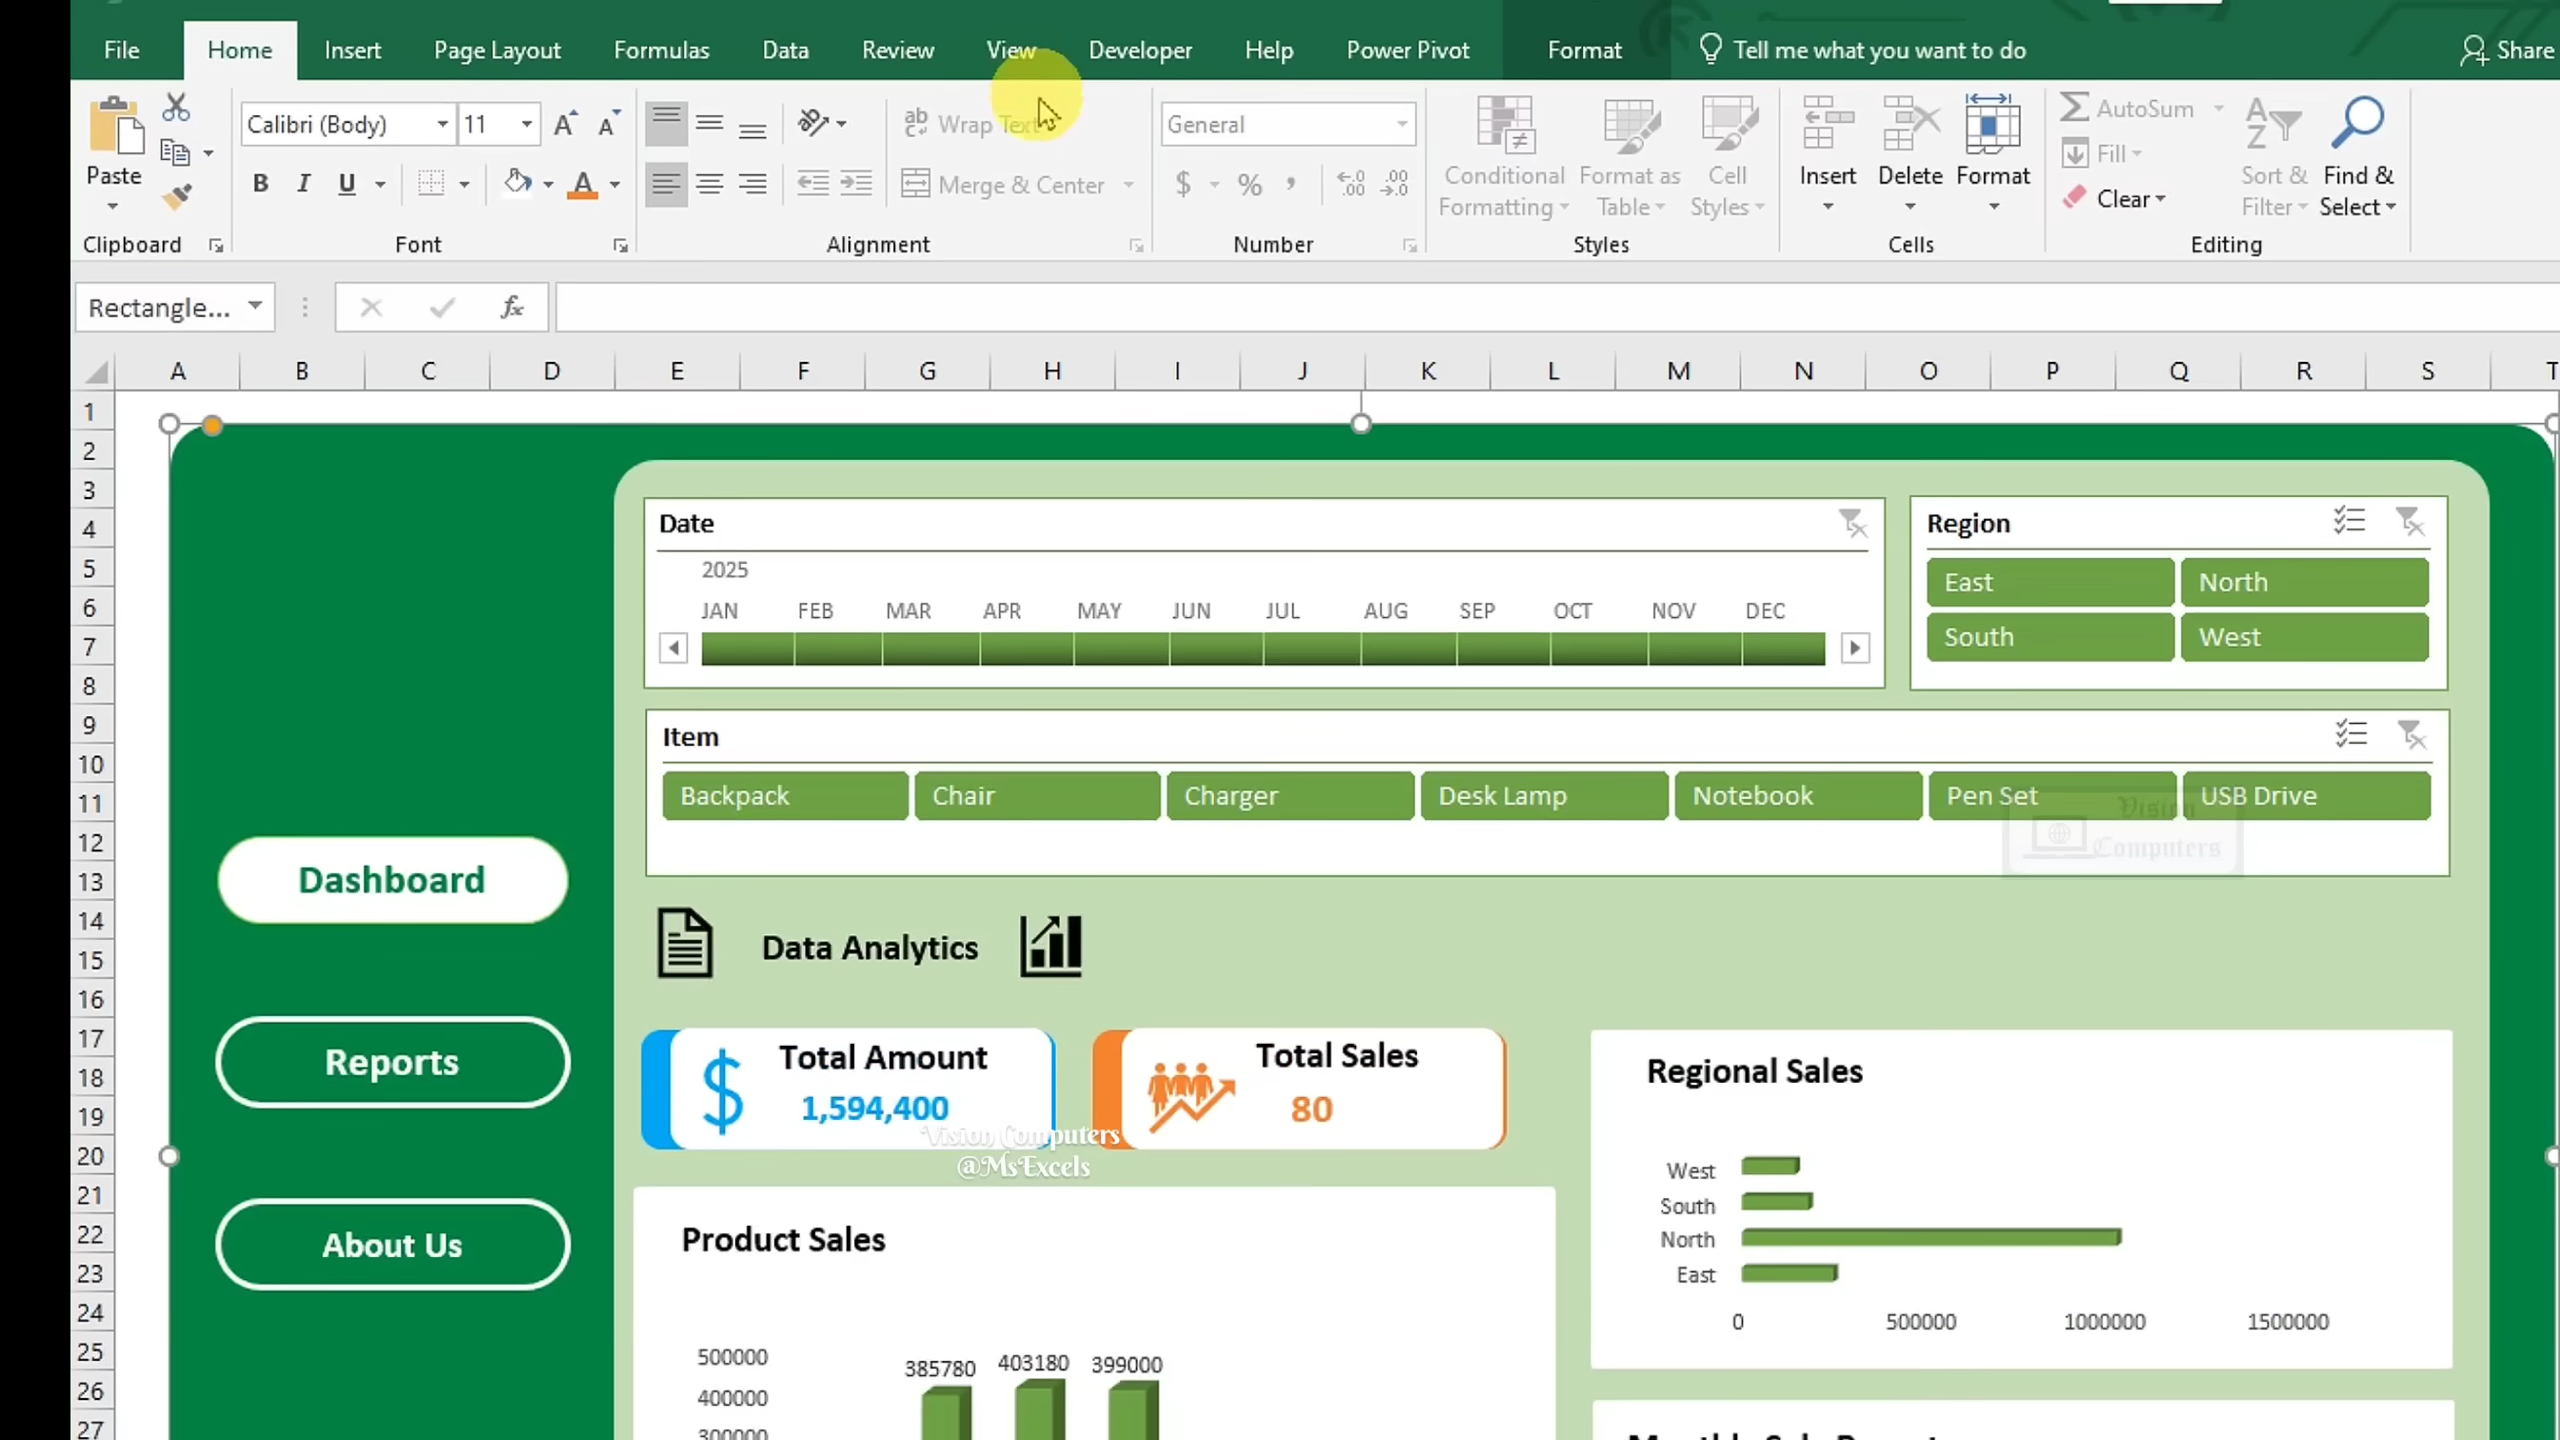 File Home Insert Page Layout Formulas Data Review View Developer Help Power Pivot Format Tell me what you want to do Share
Calibri (Body) 11 Wrap Text General AutoSum
Paste B I U Merge & Center $ % Conditional Formatting Format as Table Cell Styles Insert Delete Format Fill Clear Sort & Filter Find & Select
Clipboard Font Alignment Number Styles Cells Editing
Rectangle... fx
A B C D E F G H I J K L M N O P Q R S T
1
2
3
4
5
6
7
8
9
10
11
12
13
14
15
16
17
18
19
20
21
22
23
24
25
26
27
Dashboard
Reports
About Us
Date
2025
JAN FEB MAR APR MAY JUN JUL AUG SEP OCT NOV DEC
Region
East North
South West
Item
Backpack Chair Charger Desk Lamp Notebook Pen Set USB Drive
Vision
Computers
Data Analytics
$ Total Amount
1,594,400
Total Sales
80
Vision Computers
@MsExcels
Regional Sales
West
South
North
East
0 500000 1000000 1500000
Product Sales
500000
400000
300000
385780 403180 399000